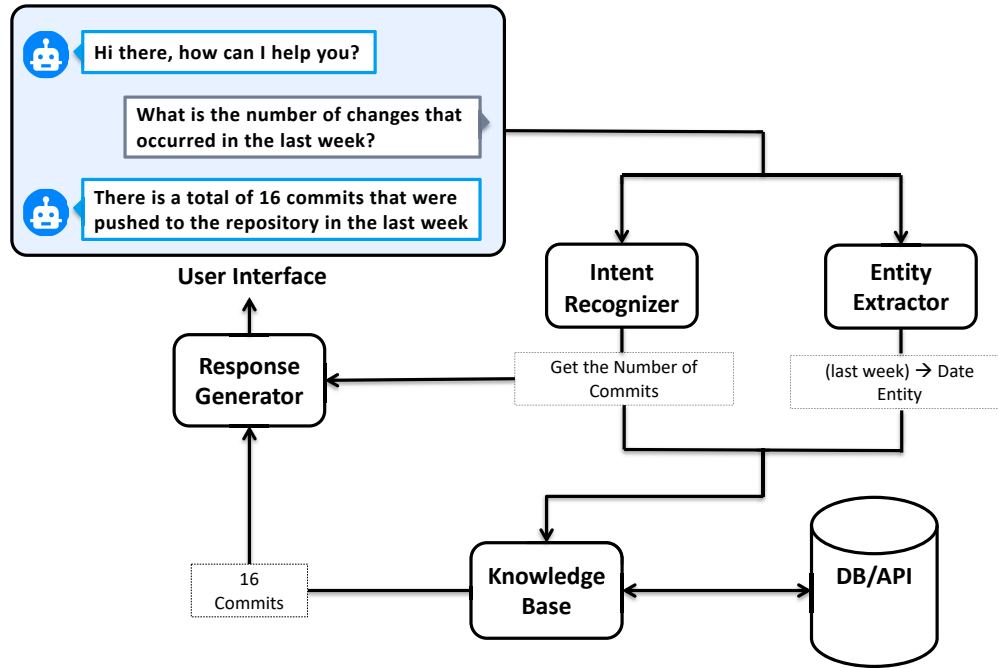 Hi there, how can I help you?
What is the number of changes that
occurred in the last week?
There is a total of 16 commits that were
pushed to the repository in the last week
User Interface
Intent
Recognizer
Entity
Extractor
Response
Generator
Get the Number of
Commits
(last week) → Date
Entity
Knowledge
Base
DB/API
16
Commits